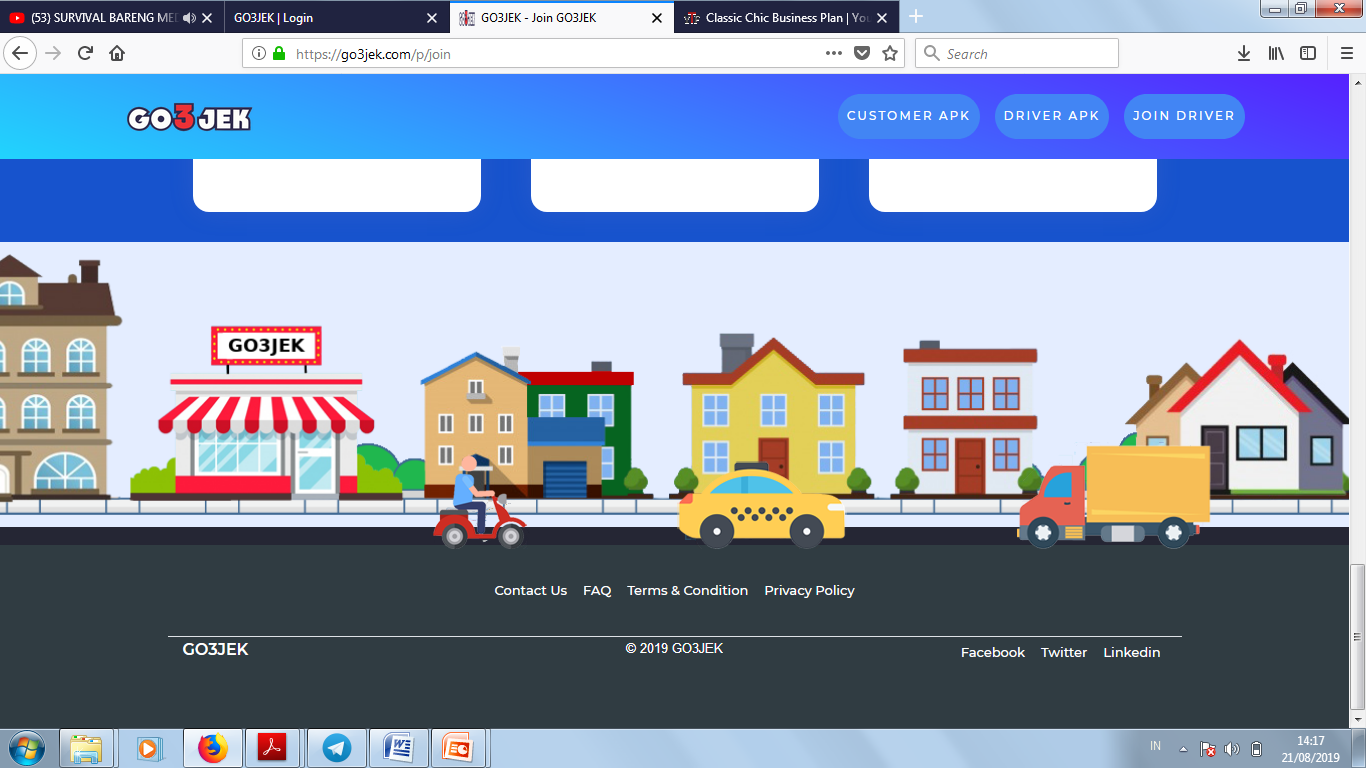 (53) SURVIVAL BARENG MED
GO3JEK | Login
GO3JEK - Join GO3JEK
Classic Chic Business Plan | You
https://go3jek.com/p/join
Search
GO3JEK
CUSTOMER APK
DRIVER APK
JOIN DRIVER
GO3JEK
Contact Us
FAQ
Terms & Condition
Privacy Policy
GO3JEK
© 2019 GO3JEK
Facebook
Twitter
Linkedin
IN
14:17
21/08/2019